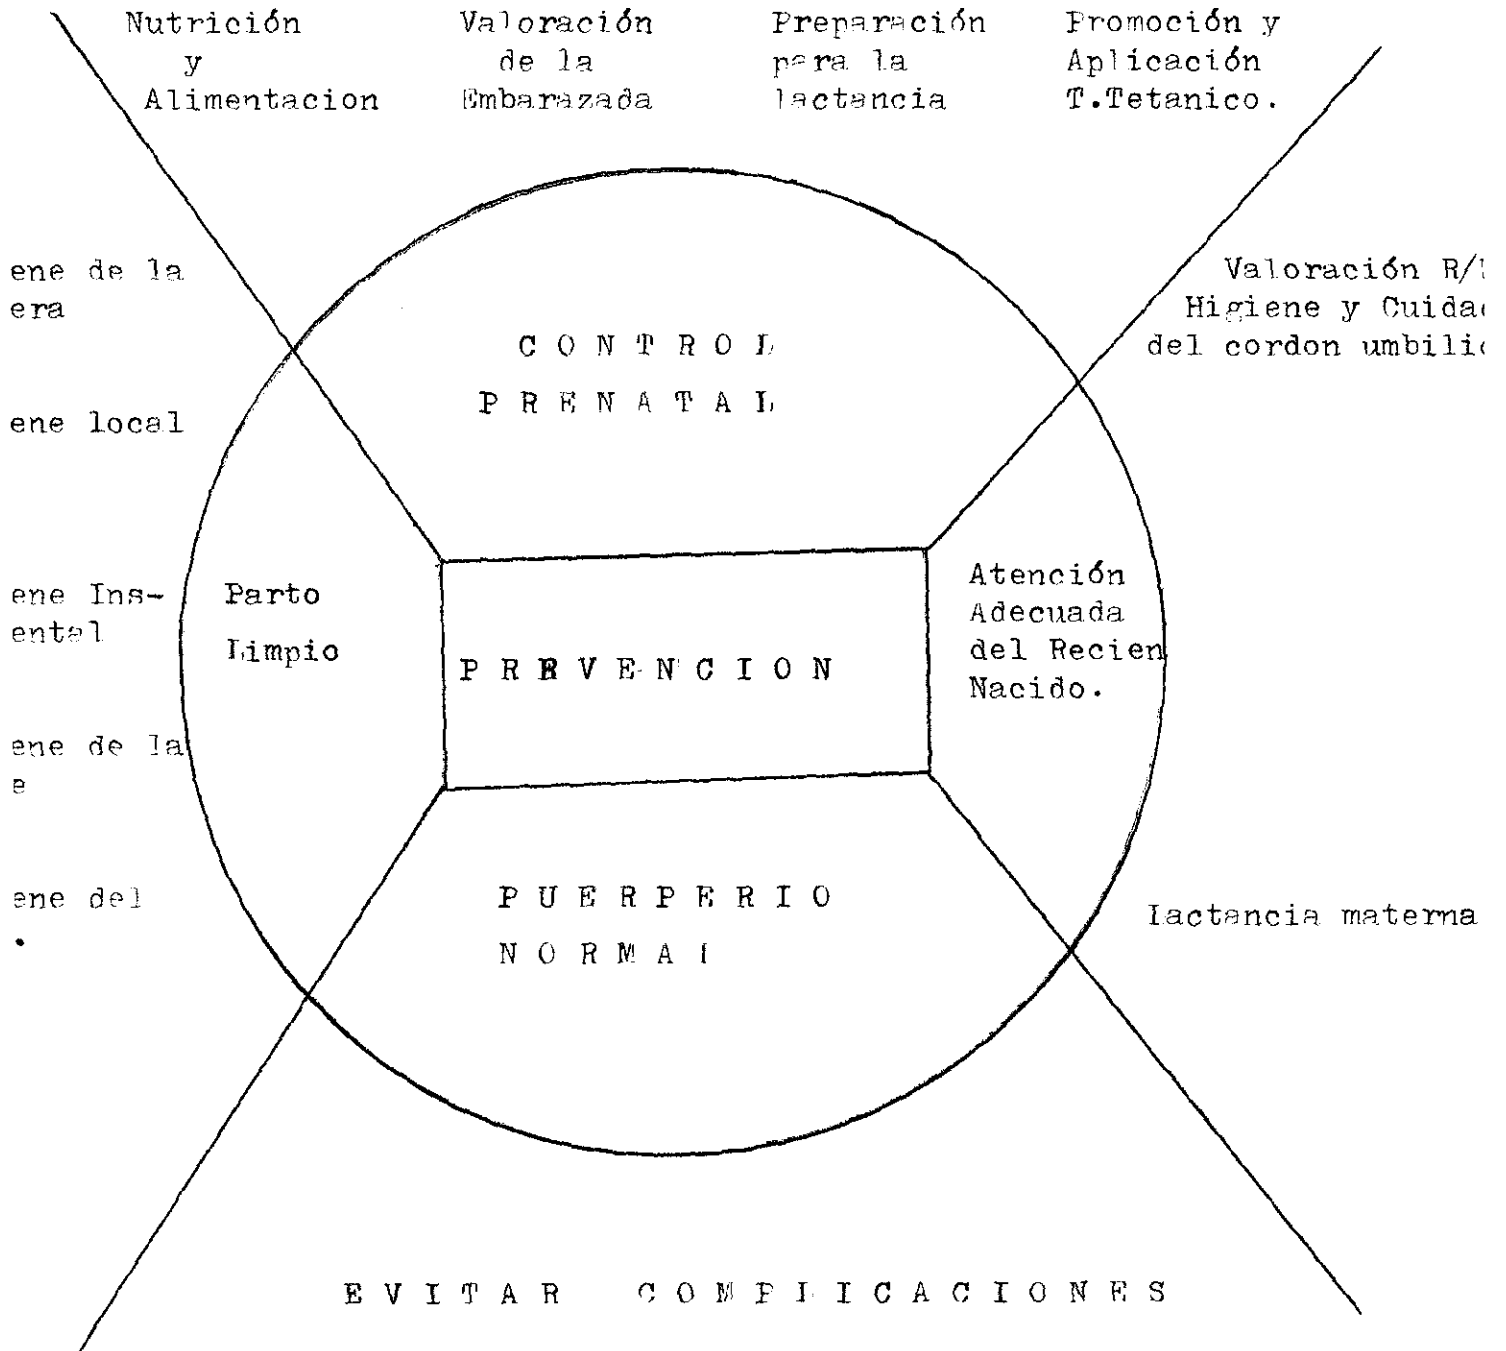 Nutrición
y
Alimentacion
Valoración
de la
Embarazada
Preparación
para la
lactancia
Promoción y
Aplicación
T.Tetanico.
ene de la
era
ene local
ene Ins-
ental
ene de la
e
ene del
.
CONTROL
PRENATAL
Valoración R/
Higiene y Cuida
del cordon umbili
Parto
Limpio
PREVENCION
Atención
Adecuada
del Recien
Nacido.
PUERPERIO
NORMAL
lactancia materna
EVITAR COMPLICACIONES